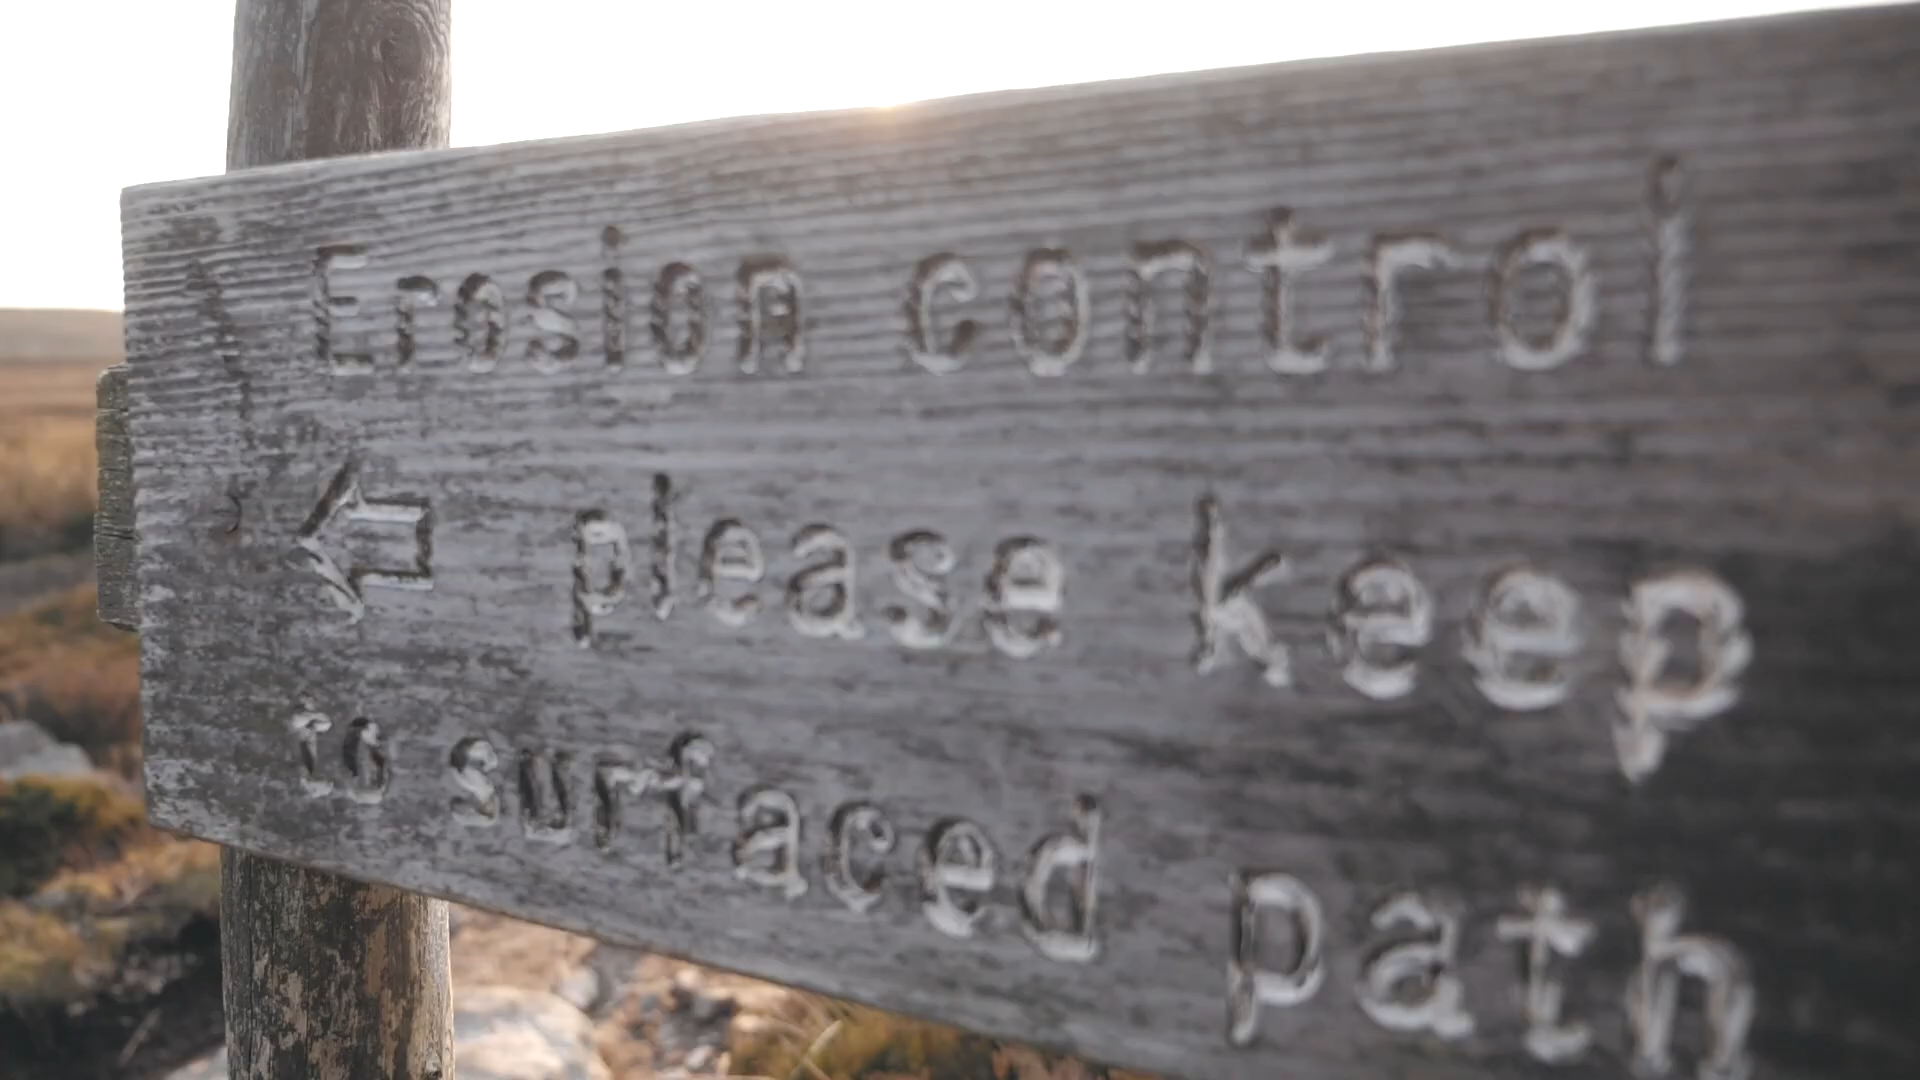 Erosion control
⇦ please keep
to surfaced path